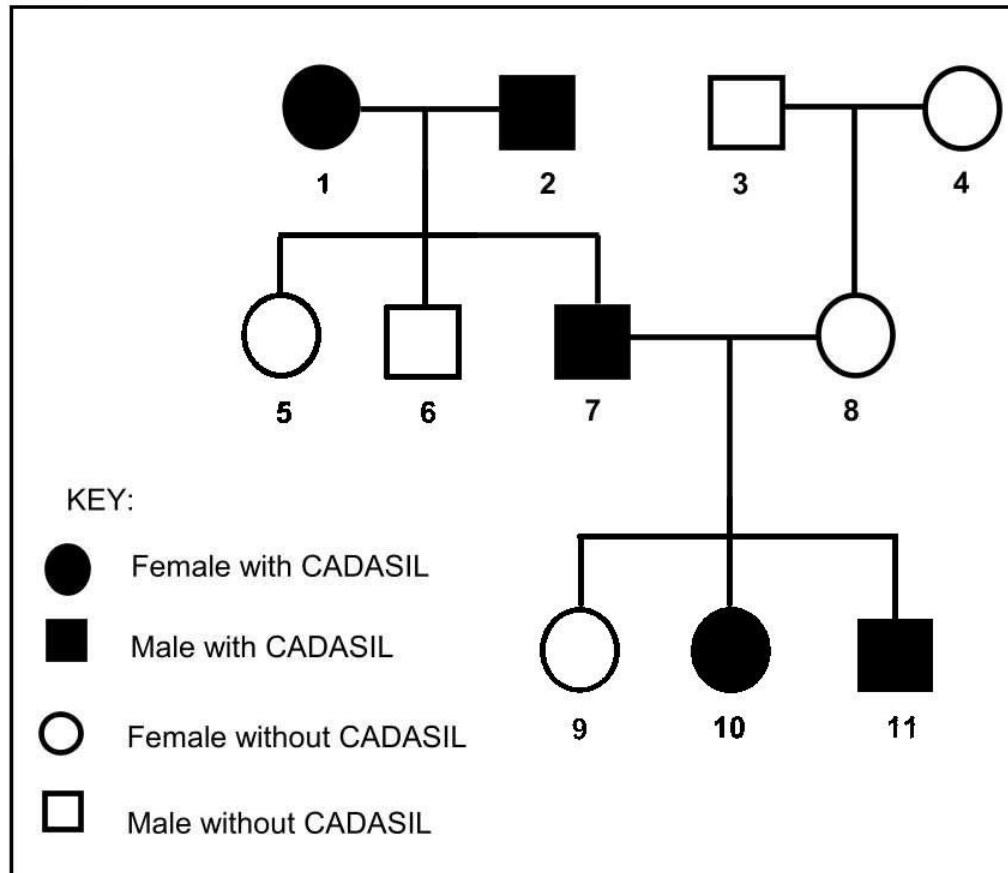 1 2 3 4
5 6 7 8
KEY:
Female with CADASIL
Male with CADASIL
9 10 11
Female without CADASIL
Male without CADASIL